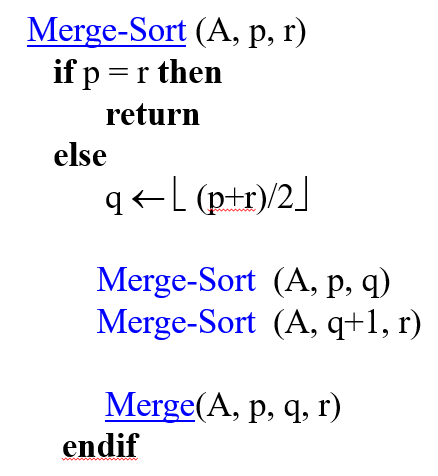 Merge-Sort (A, p, r)
if p = r then
return
else
q ← ⌊ (p+r)/2⌋
Merge-Sort (A, p, q)
Merge-Sort (A, q+1, r)
Merge(A, p, q, r)
endif